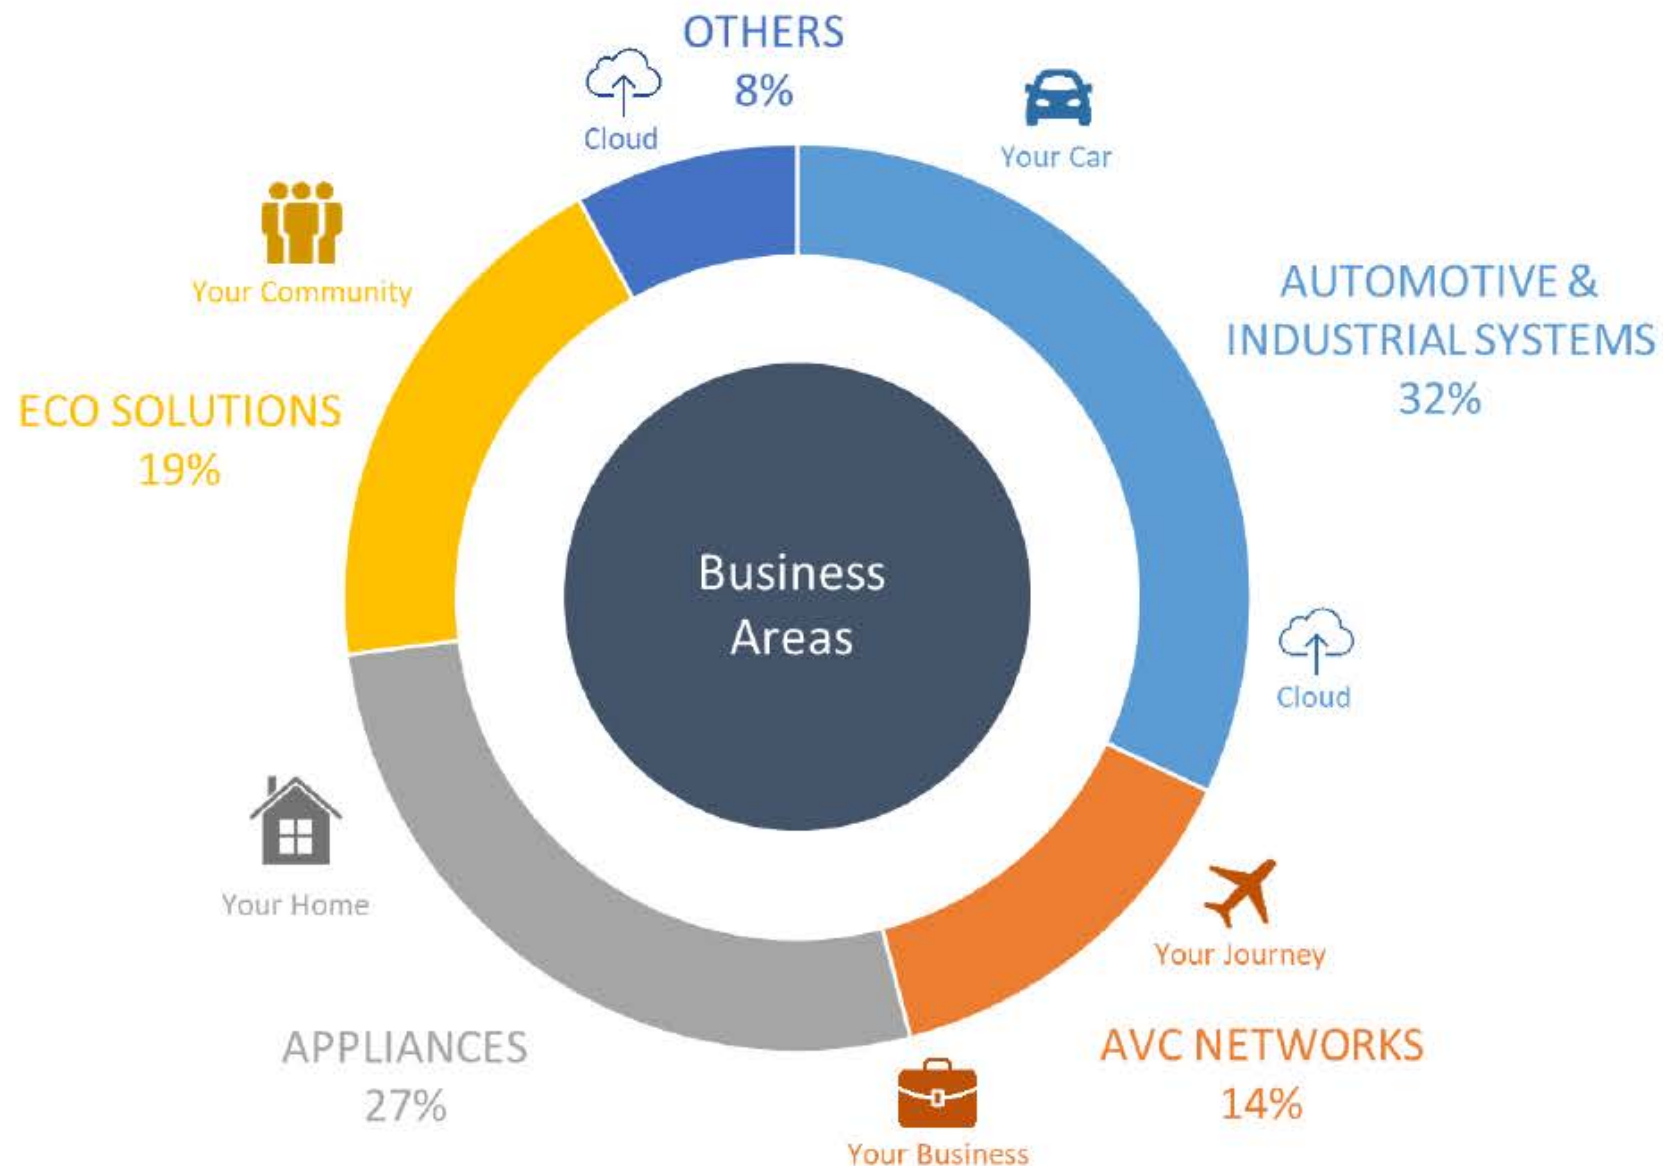 OTHERS
8%
Cloud
Your Car
Your Community
AUTOMOTIVE &
INDUSTRIAL SYSTEMS
32%
ECO SOLUTIONS
19%
Business
Areas
Cloud
Your Home
Your Journey
APPLIANCES
27%
AVC NETWORKS
14%
Your Business